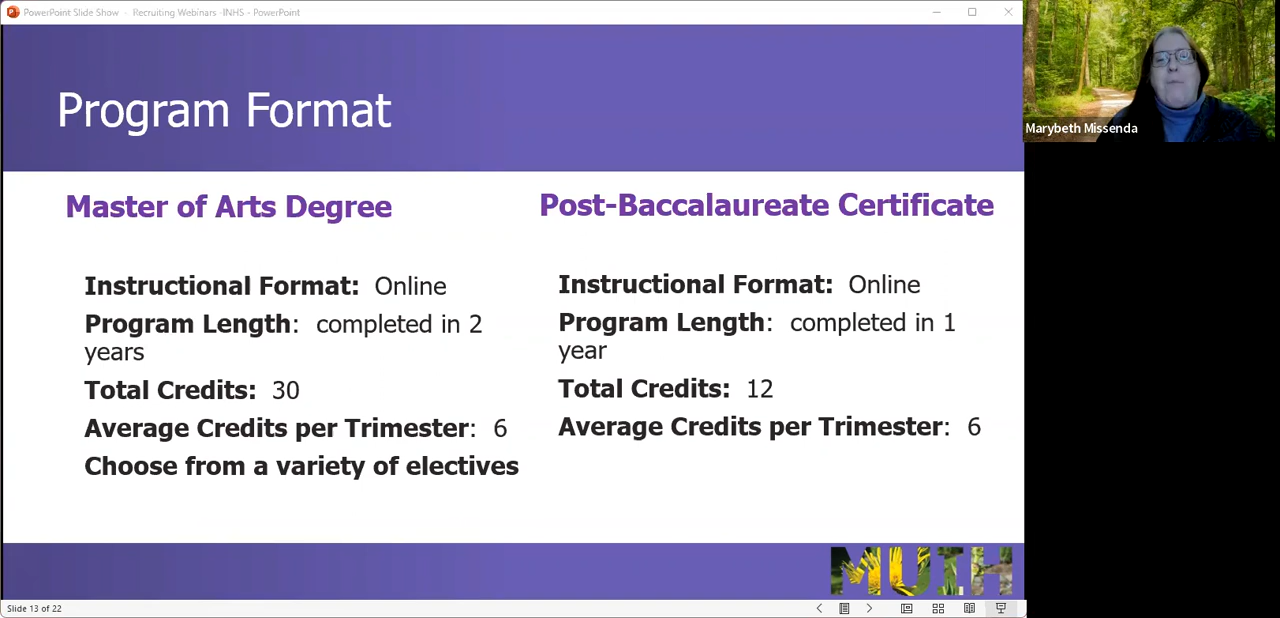 PowerPoint Slide Show - Recruiting Webinars -INHS - PowerPoint
Program Format
Marybeth Missenda
Master of Arts Degree
Instructional Format: Online
Program Length: completed in 2
years
Total Credits: 30
Average Credits per Trimester: 6
Choose from a variety of electives
Post-Baccalaureate Certificate
Instructional Format: Online
Program Length: completed in 1
year
Total Credits: 12
Average Credits per Trimester: 6
MUIH
Slide 13 of 22